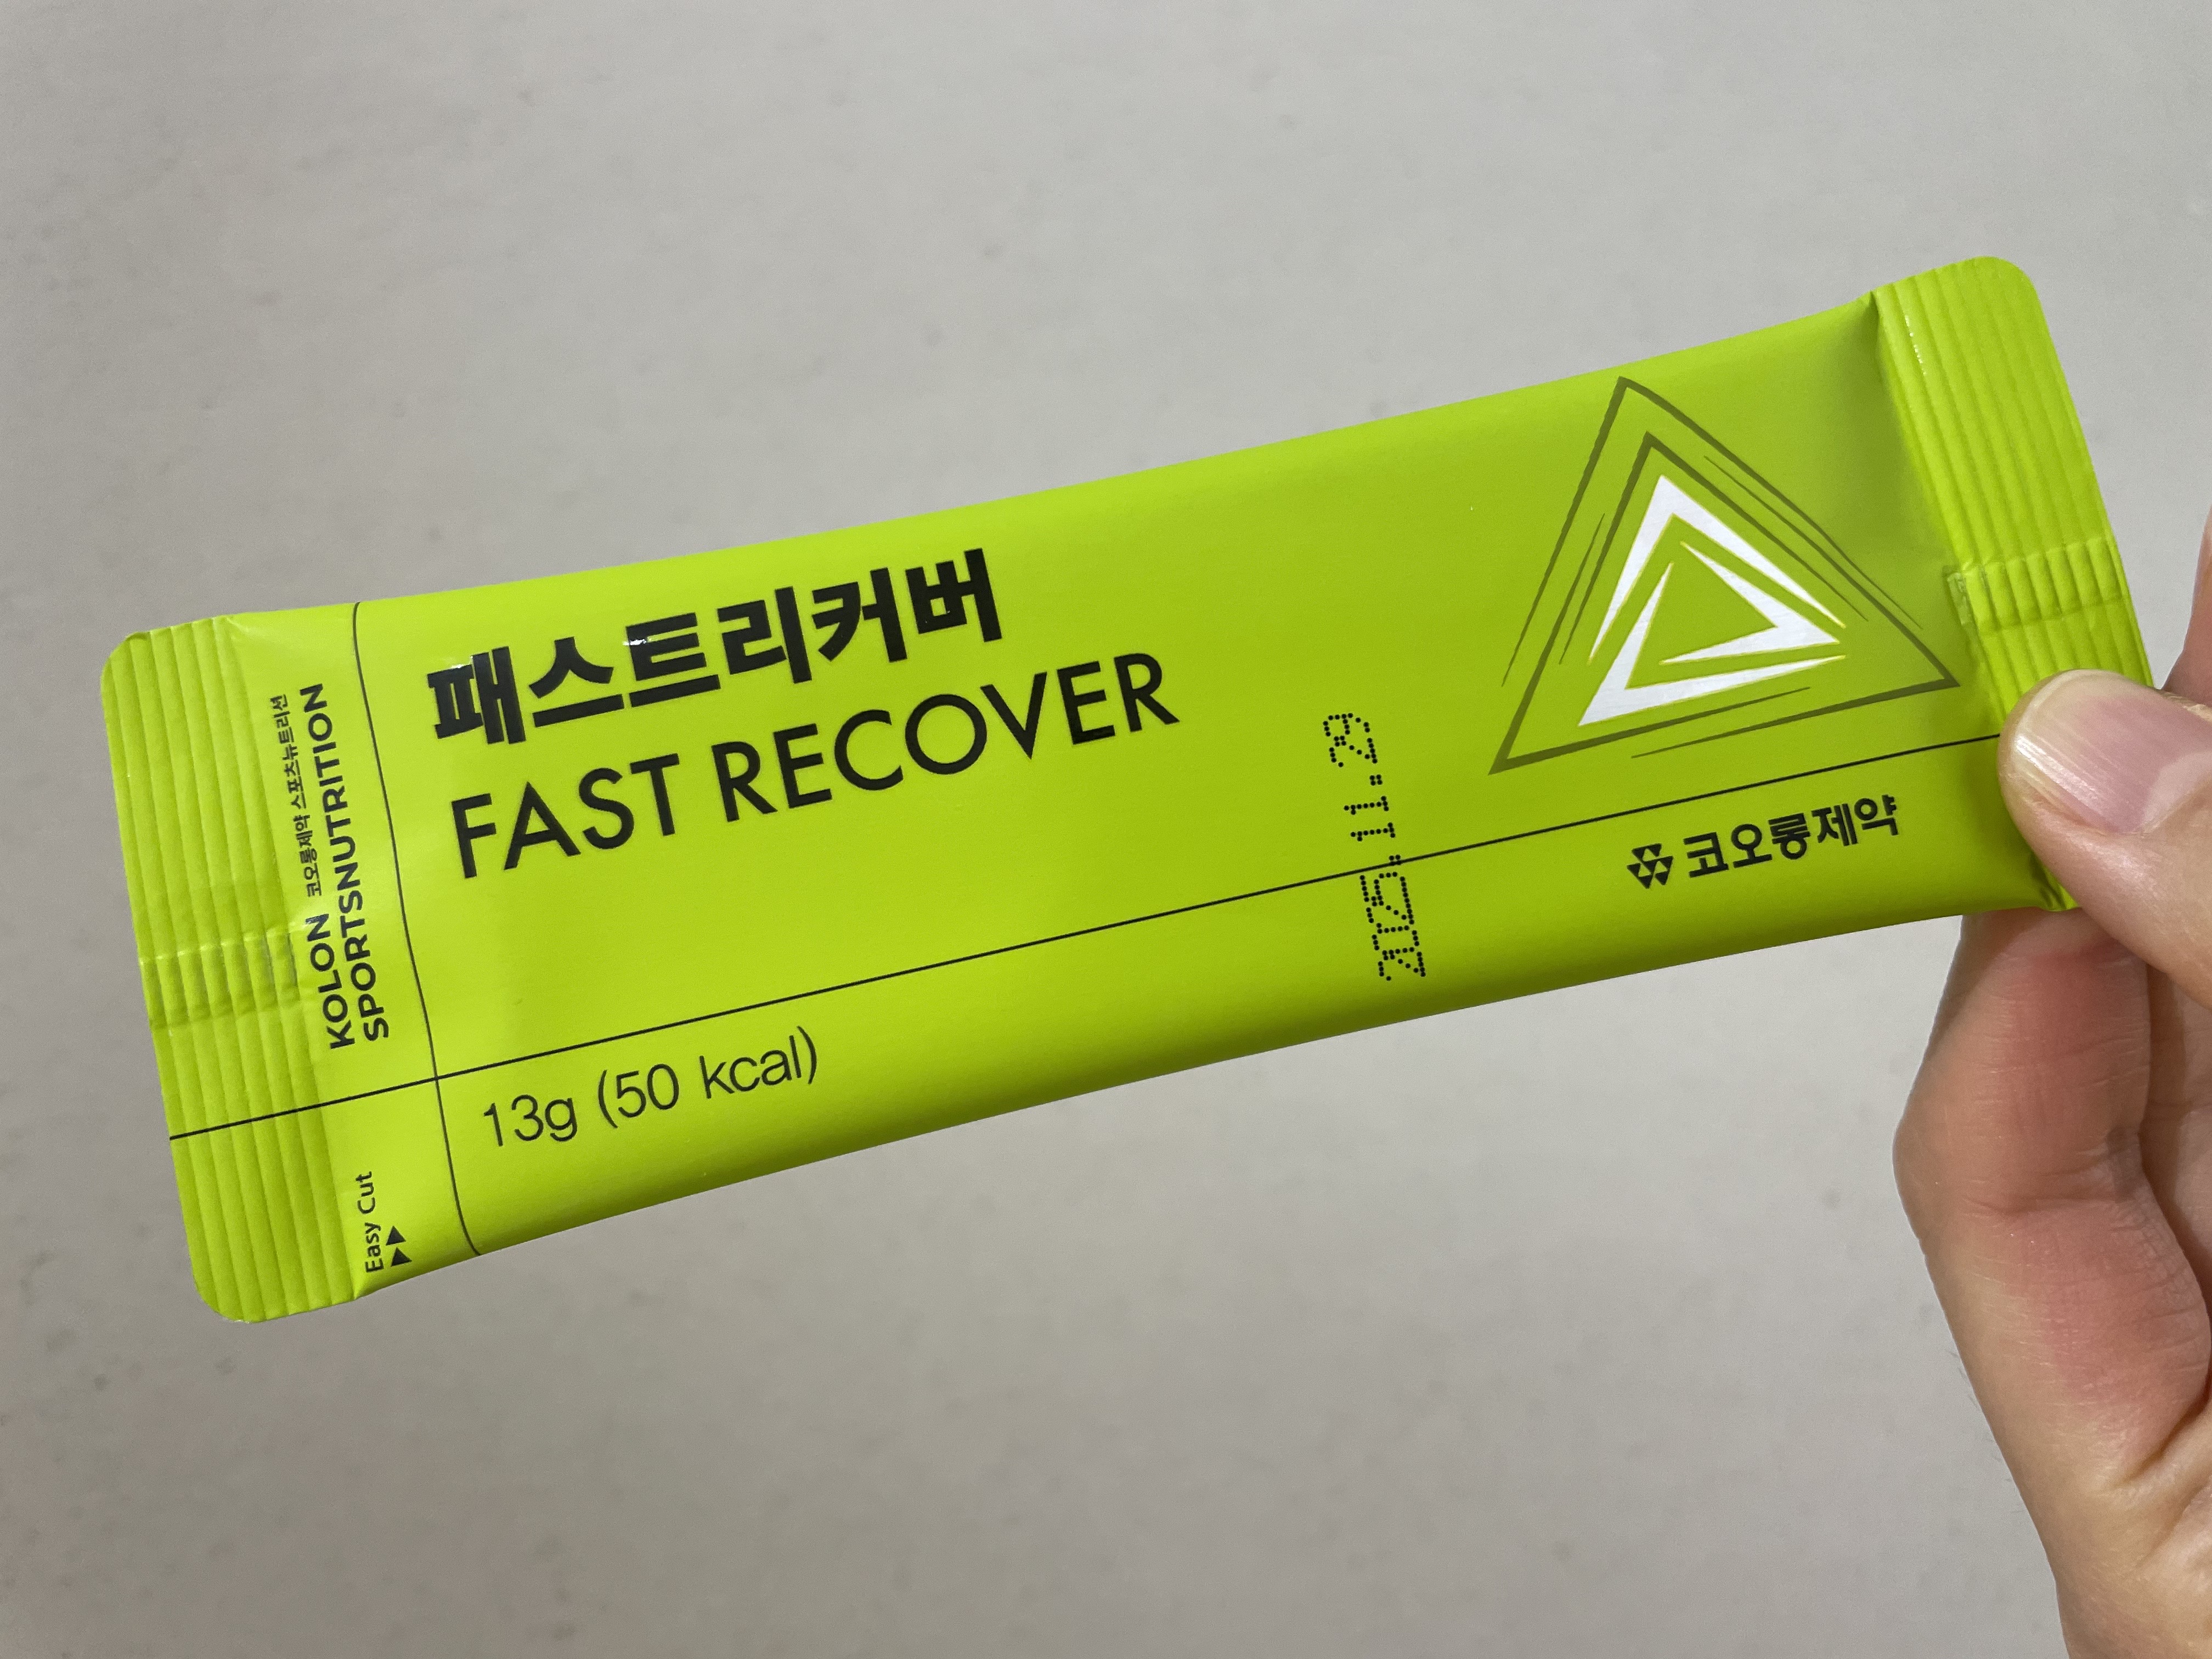 KOLON 코오롱제약 스포츠뉴트리션
SPORTSNUTRITION
패스트리커버
FAST RECOVER
13g (50 kcal)
Easy Cut
2025.11.29
코오롱제약